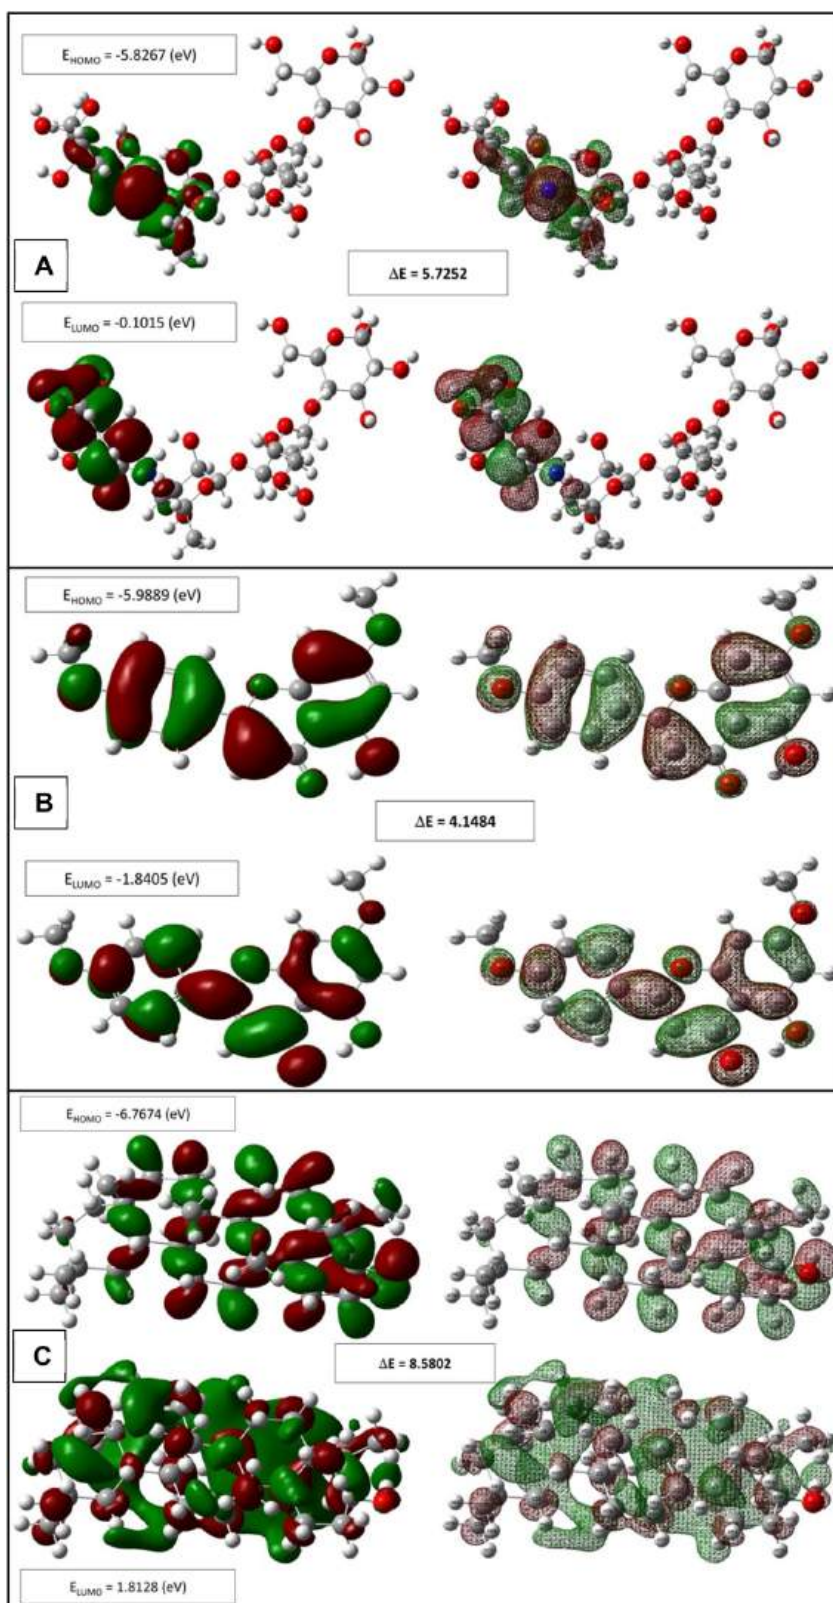 E_HOMO = -5.8267 (eV)
A
ΔE = 5.7252
E_LUMO = -0.1015 (eV)
E_HOMO = -5.9889 (eV)
B
ΔE = 4.1484
E_LUMO = -1.8405 (eV)
E_HOMO = -6.7674 (eV)
C
ΔE = 8.5802
E_LUMO = 1.8128 (eV)